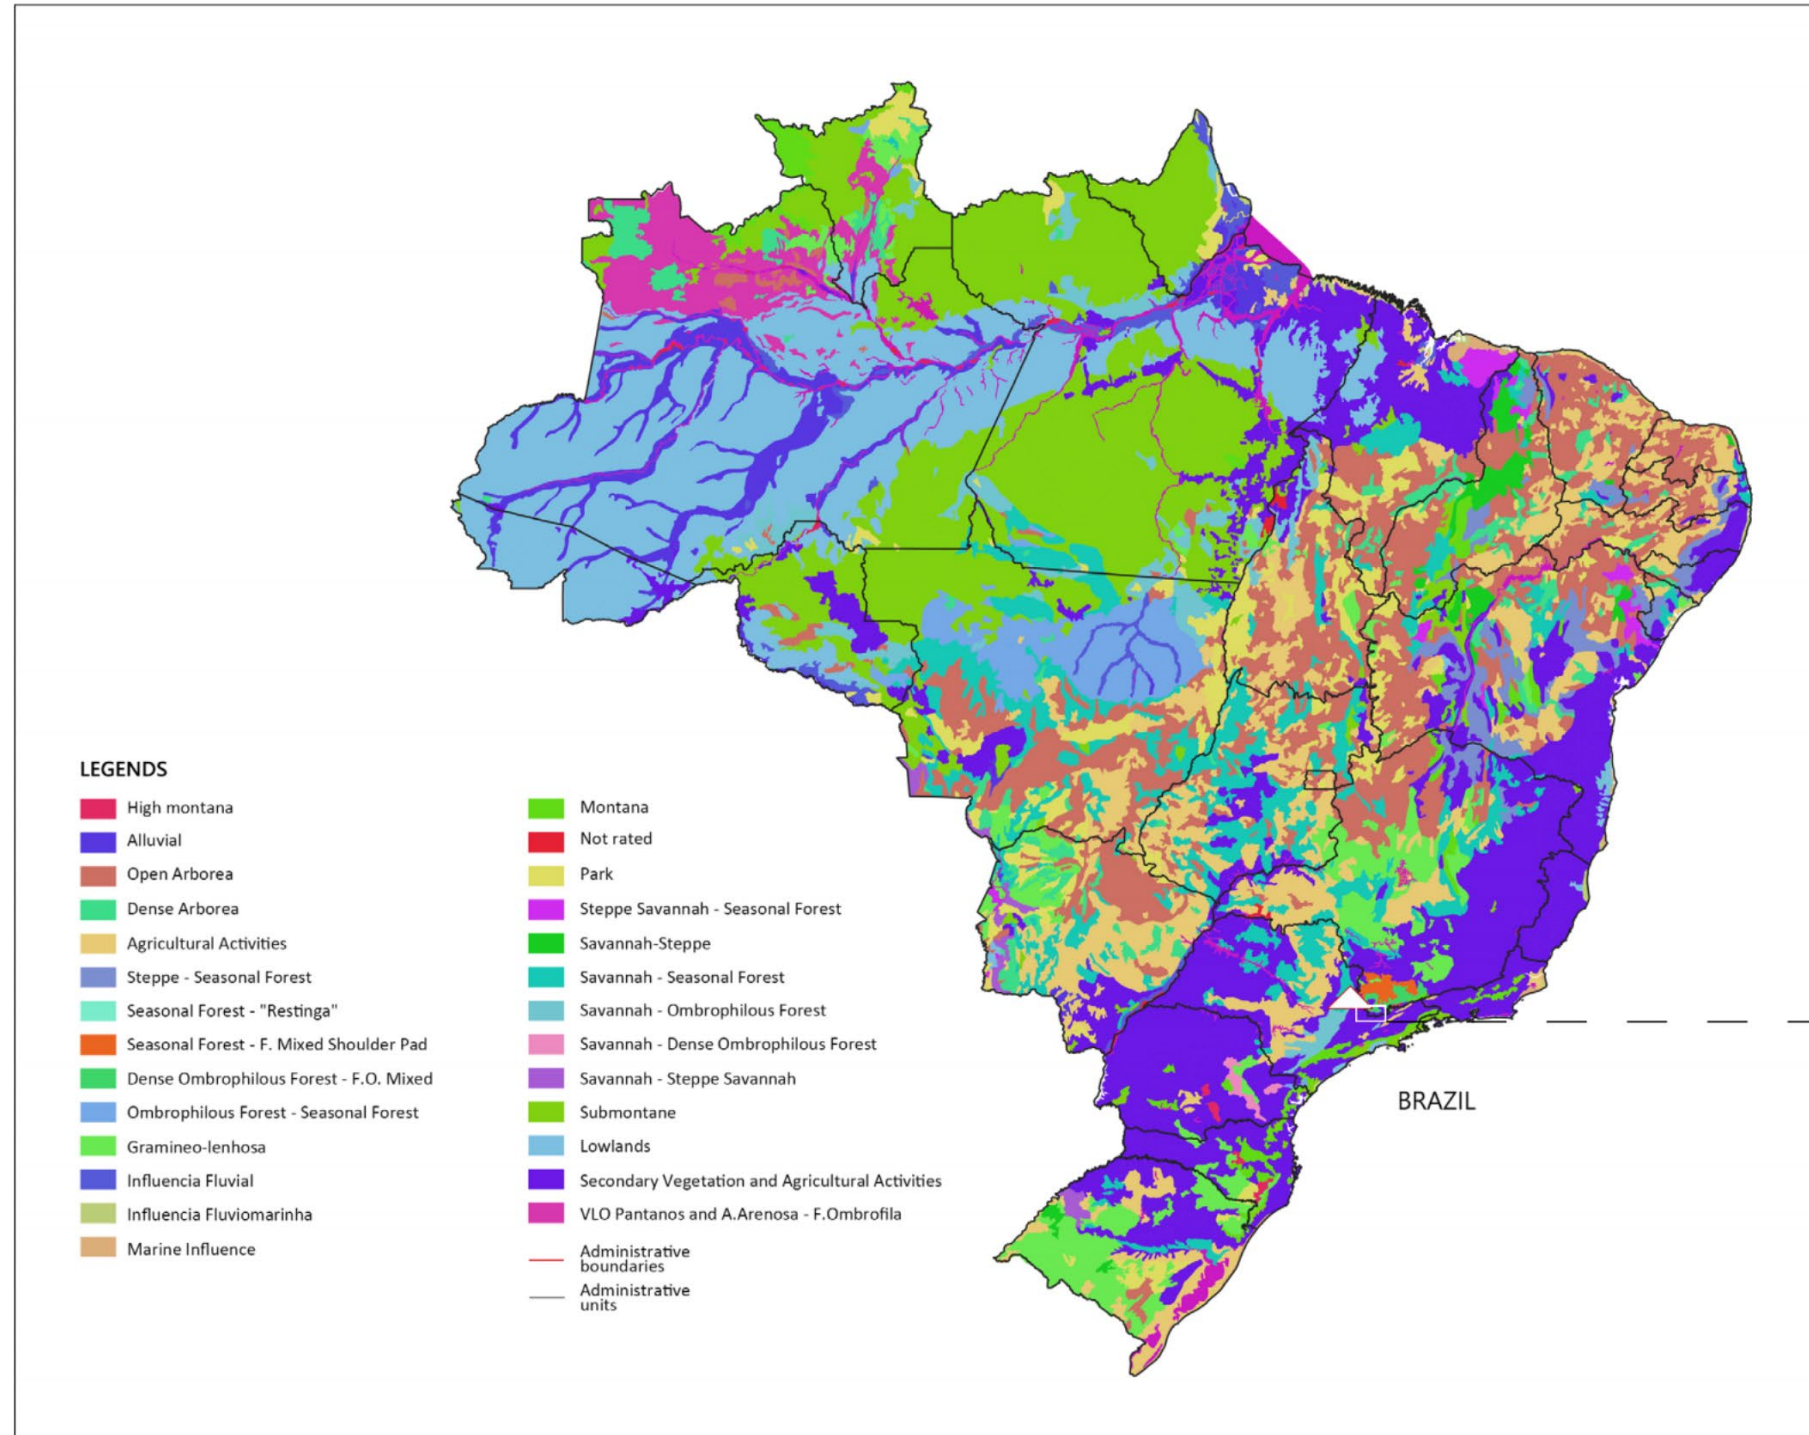 LEGENDS
High montana
Alluvial
Open Arborea
Dense Arborea
Agricultural Activities
Steppe - Seasonal Forest
Seasonal Forest - "Restinga"
Seasonal Forest - F. Mixed Shoulder Pad
Dense Ombrophilous Forest - F.O. Mixed
Ombrophilous Forest - Seasonal Forest
Gramineo-lenhosa
Influencia Fluvial
Influencia Fluviomarinha
Marine Influence
Montana
Not rated
Park
Steppe Savannah - Seasonal Forest
Savannah-Steppe
Savannah - Seasonal Forest
Savannah - Ombrophilous Forest
Savannah - Dense Ombrophilous Forest
Savannah - Steppe Savannah
Submontane
Lowlands
Secondary Vegetation and Agricultural Activities
VLO Pantanos and A.Arenosa - F.Ombrofila
Administrative
boundaries
Administrative
units
BRAZIL